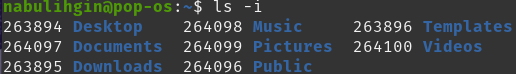 nabulihgin@pop-os:~$ ls -i
263894 Desktop 264098 Music 263896 Templates
264097 Documents 264099 Pictures 264100 Videos
263895 Downloads 264096 Public